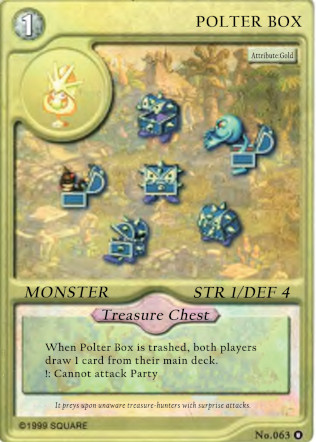 1
POLTER BOX
Attribute:Gold
MONSTER
STR 1/DEF 4
Treasure Chest
When Polter Box is trashed, both players
draw 1 card from their main deck.
!: Cannot attack Party
It preys upon unaware treasure-hunters with surprise attacks.
©1999 SQUARE
No.063